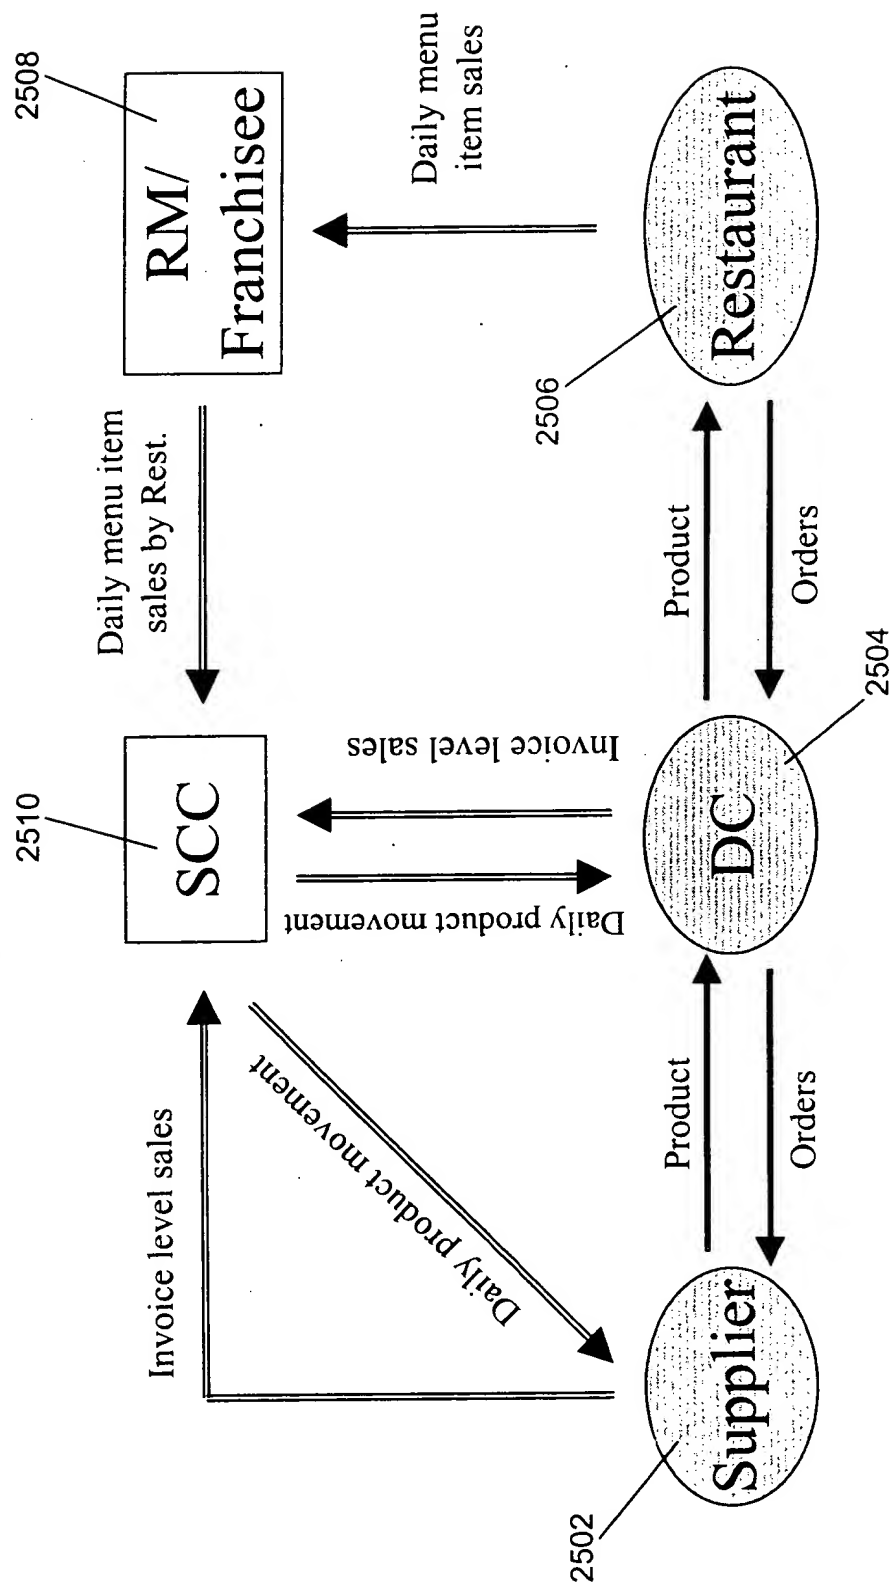 2510
2508
SCC
RM/
Franchisee
Daily menu item
sales by Rest.
Daily menu
item sales
Invoice level sales
Daily product movement
Daily product movement
Invoice level sales
2502
Supplier
Product
Orders
DC
2504
Product
Orders
2506
Restaurant